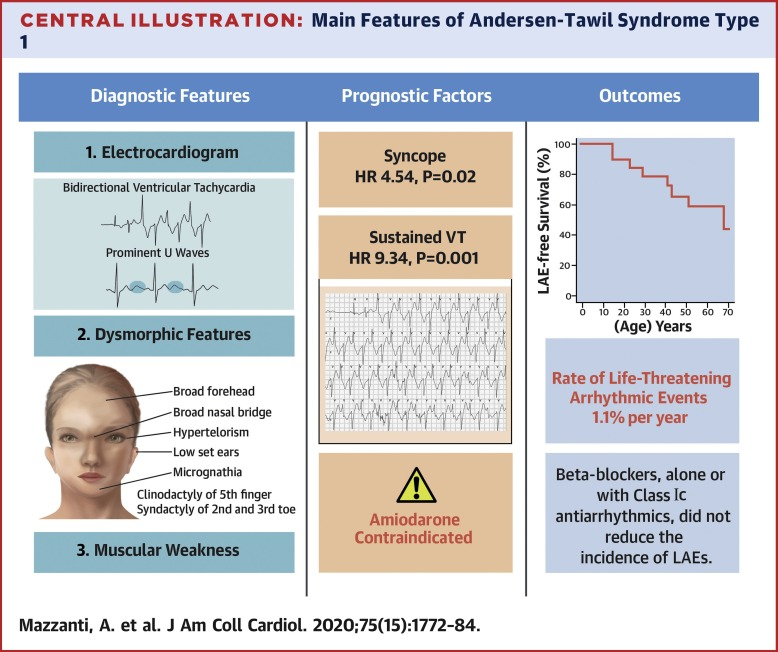 CENTRAL ILLUSTRATION: Main Features of Andersen-Tawil Syndrome Type
1
Diagnostic Features
1. Electrocardiogram
Bidirectional Ventricular Tachycardia
Prominent U Waves
2. Dysmorphic Features
Broad forehead
Broad nasal bridge
Hypertelorism
Low set ears
Micrognathia
Clinodactyly of 5th finger
Syndactyly of 2nd and 3rd toe
3. Muscular Weakness
Prognostic Factors
Syncope
HR 4.54, P=0.02
Sustained VT
HR 9.34, P=0.001
Amiodarone
Contraindicated
Outcomes
LAE-free Survival (%)
100
80
60
40
20
0
0 10 20 30 40 50 60 70
(Age) Years
Rate of Life-Threatening
Arrhythmic Events
1.1% per year
Beta-blockers, alone or
with Class Ic
antiarrhythmics, did not
reduce the
incidence of LAEs.
Mazzanti, A. et al. J Am Coll Cardiol. 2020;75(15):1772–84.